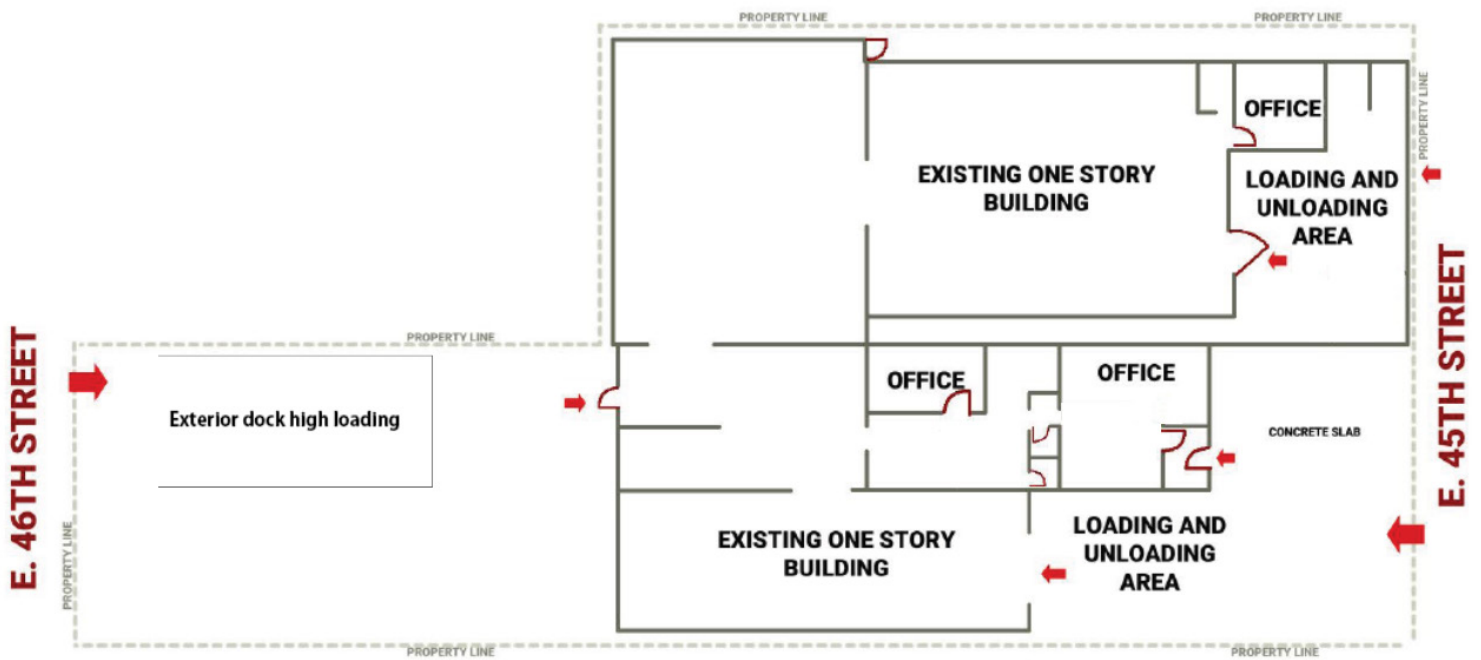 PROPERTY LINE
PROPERTY LINE
PROPERTY LINE
OFFICE
EXISTING ONE STORY
BUILDING
LOADING AND
UNLOADING
AREA
E. 46TH STREET
E. 45TH STREET
PROPERTY LINE
Exterior dock high loading
OFFICE
OFFICE
CONCRETE SLAB
PROPERTY LINE
EXISTING ONE STORY
BUILDING
LOADING AND
UNLOADING
AREA
PROPERTY LINE
PROPERTY LINE